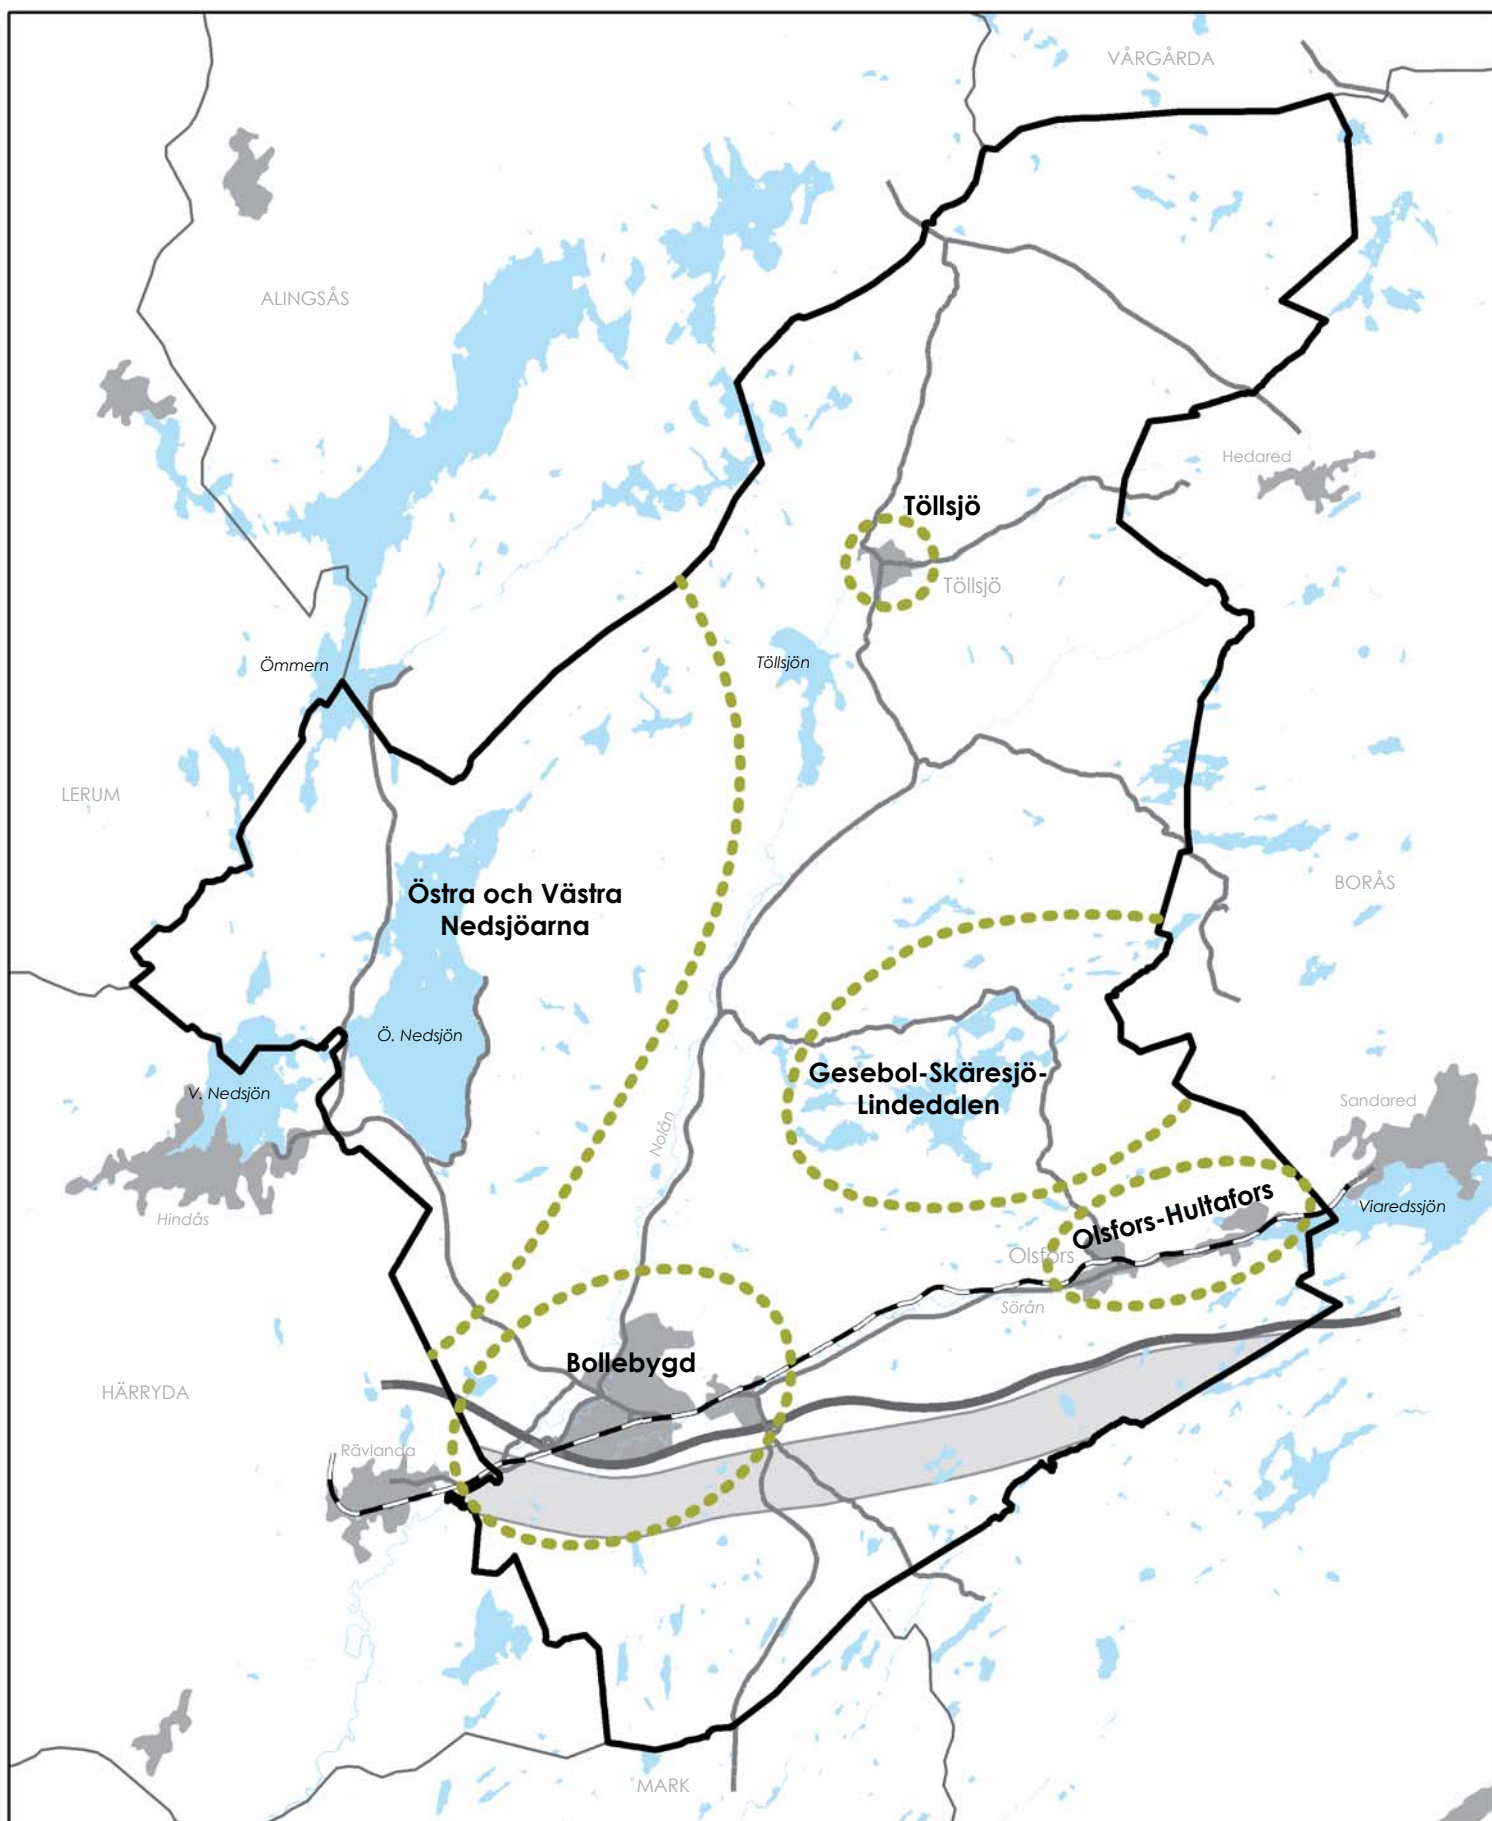 VÅRGÅRDA
ALINGSÅS
Hedared
Töllsjö
Töllsjö
Ömmern
Töllsjön
LERUM
Östra och Västra
Nedsjöarna
BORÅS
Ö. Nedsjön
Gesebol-Skäresjö-
Lindedalen
V. Nedsjön
Sandared
Nolån
Hindås
Olsfors-Hultafors
Viaredssjön
Olsfors
Sörån
Bollebygd
HÄRRYDA
Rävlanda
MARK